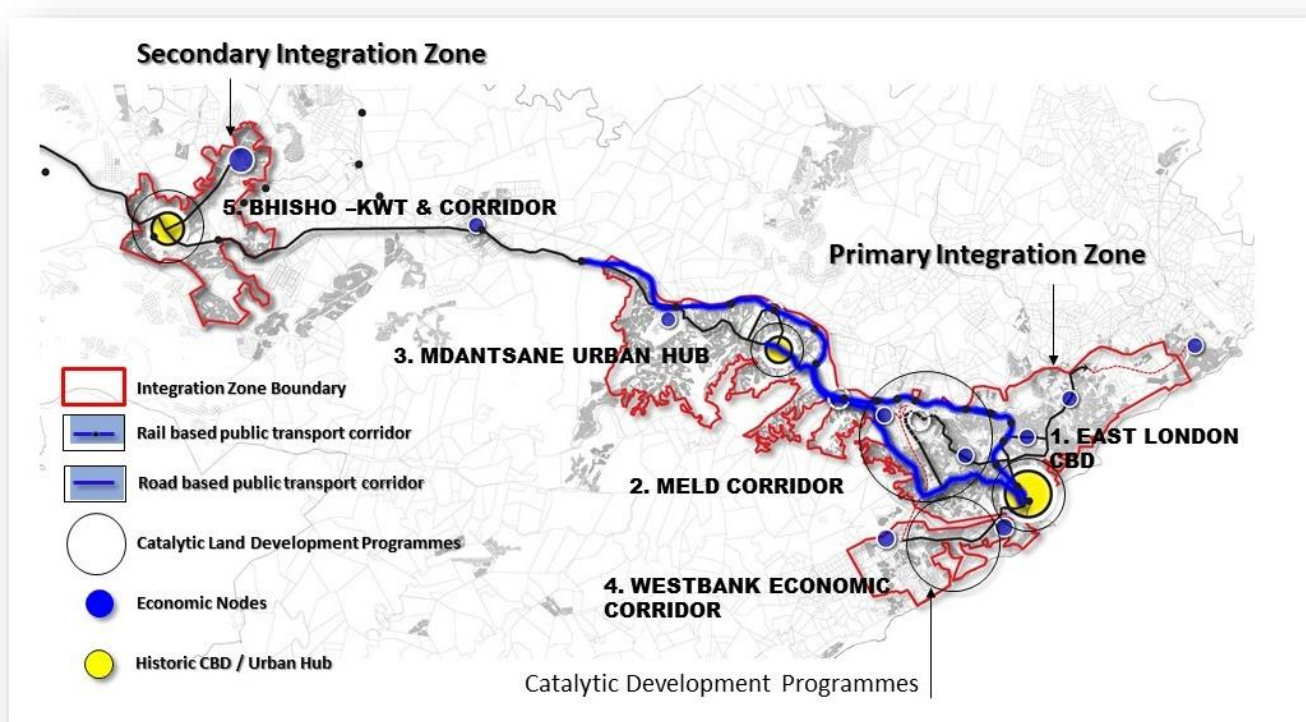 Secondary Integration Zone
5. BHISHO –KWT & CORRIDOR
Primary Integration Zone
3. MDANTSANE URBAN HUB
1. EAST LONDON
CBD
2. MELD CORRIDOR
4. WESTBANK ECONOMIC
CORRIDOR
Integration Zone Boundary
Rail based public transport corridor
Road based public transport corridor
Catalytic Land Development Programmes
Economic Nodes
Historic CBD / Urban Hub
Catalytic Development Programmes